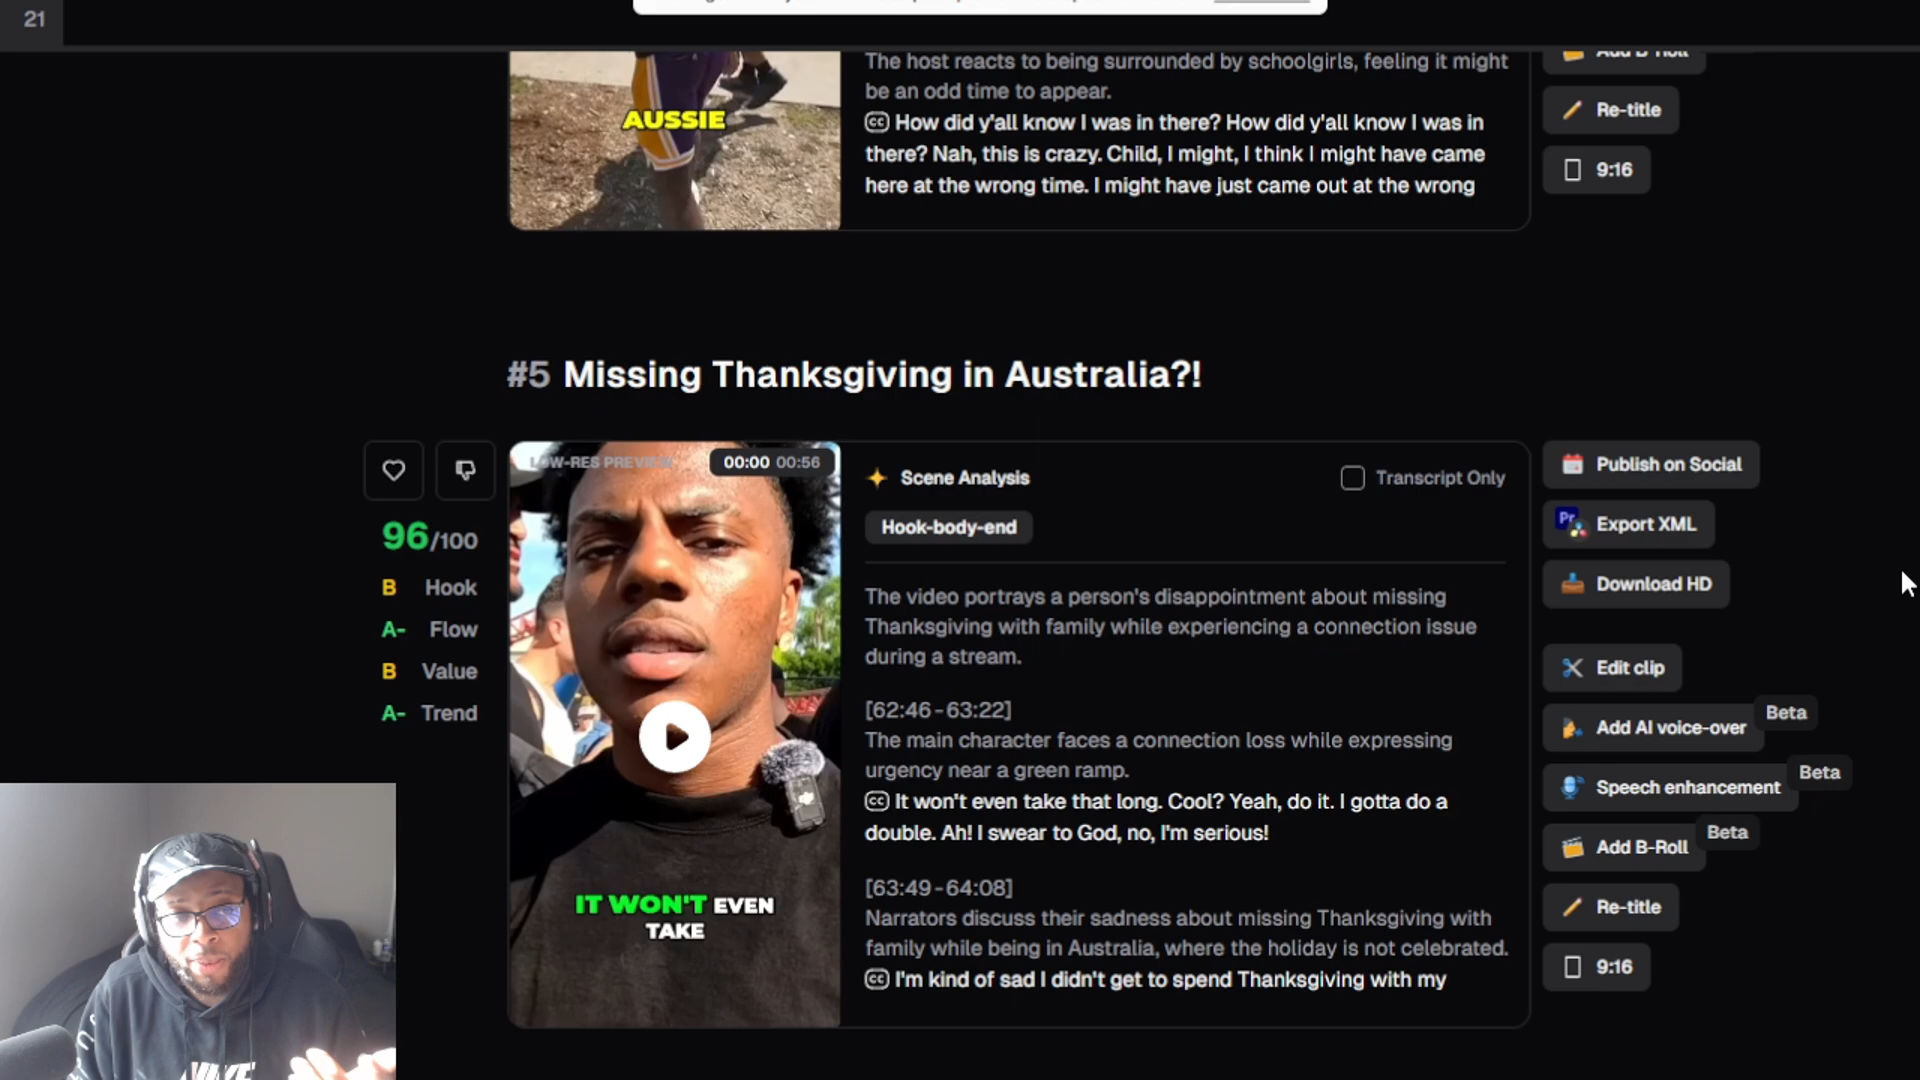 21
The host reacts to being surrounded by schoolgirls, feeling it might
be an odd time to appear.
CC How did y'all know I was in there? How did y'all know I was in
there? Nah, this is crazy. Child, I might, I think I might have came
here at the wrong time. I might have just came out at the wrong
AUSSIE
Add B-Roll
Re-title
9:16
#5 Missing Thanksgiving in Australia?!
96/100
B Hook
A- Flow
B Value
A- Trend
LOW-RES PREVIEW
00:00 00:56
IT WON'T EVEN
TAKE
Scene Analysis
Transcript Only
Hook-body-end
The video portrays a person's disappointment about missing
Thanksgiving with family while experiencing a connection issue
during a stream.
[62:46-63:22]
The main character faces a connection loss while expressing
urgency near a green ramp.
CC It won't even take that long. Cool? Yeah, do it. I gotta do a
double. Ah! I swear to God, no, I'm serious!
[63:49-64:08]
Narrators discuss their sadness about missing Thanksgiving with
family while being in Australia, where the holiday is not celebrated.
CC I'm kind of sad I didn't get to spend Thanksgiving with my
Publish on Social
Pr Export XML
Download HD
Edit clip
Add AI voice-over Beta
Speech enhancement Beta
Add B-Roll Beta
Re-title
9:16